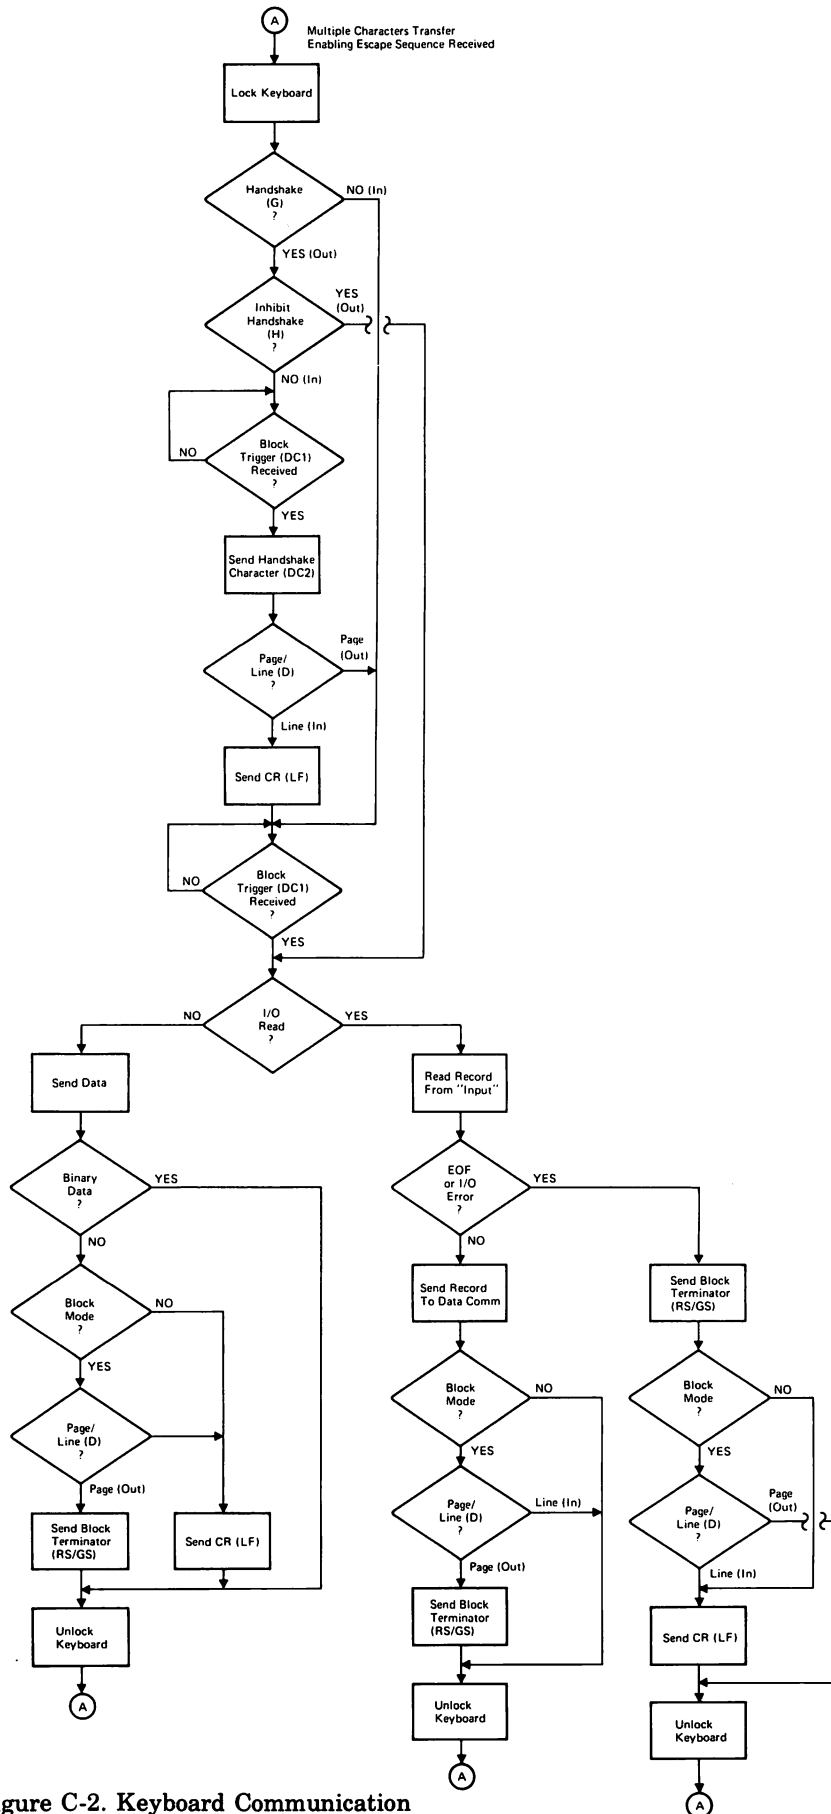 A
Multiple Characters Transfer
Enabling Escape Sequence Received
Lock Keyboard
Handshake
(G)
?
NO (In)
YES (Out)
Inhibit
Handshake
(H)
?
YES
(Out)
NO (In)
Block
Trigger (DC1)
Received
?
NO
YES
Send Handshake
Character (DC2)
Page/
Line (D)
?
Page
(Out)
Line (In)
Send CR (LF)
Block
Trigger (DC1)
Received
?
NO
YES
I/O
Read
?
NO
YES
Send Data
Read Record
From "Input"
Binary
Data
?
YES
NO
EOF
or I/O
Error
?
YES
NO
Block
Mode
?
NO
YES
Send Record
To Data Comm
Send Block
Terminator
(RS/GS)
Page/
Line (D)
?
Page (Out)
Block
Mode
?
NO
YES
Block
Mode
?
NO
YES
Send Block
Terminator
(RS/GS)
Send CR (LF)
Page/
Line (D)
?
Line (In)
Page (Out)
Page/
Line (D)
?
Page
(Out)
Line (In)
Unlock
Keyboard
A
Send Block
Terminator
(RS/GS)
Send CR (LF)
Unlock
Keyboard
A
Unlock
Keyboard
A
gure C-2. Keyboard Communication